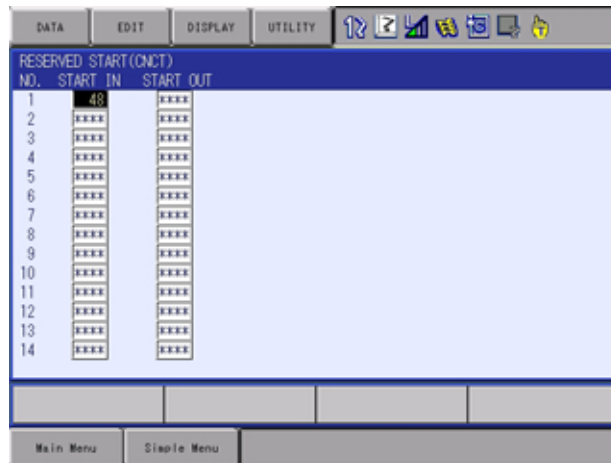 DATA EDIT DISPLAY UTILITY
RESERVED START(CNCT)
NO. START IN START OUT
1 48 ****
2 **** ****
3 **** ****
4 **** ****
5 **** ****
6 **** ****
7 **** ****
8 **** ****
9 **** ****
10 **** ****
11 **** ****
12 **** ****
13 **** ****
14 **** ****
Main Menu Simple Menu